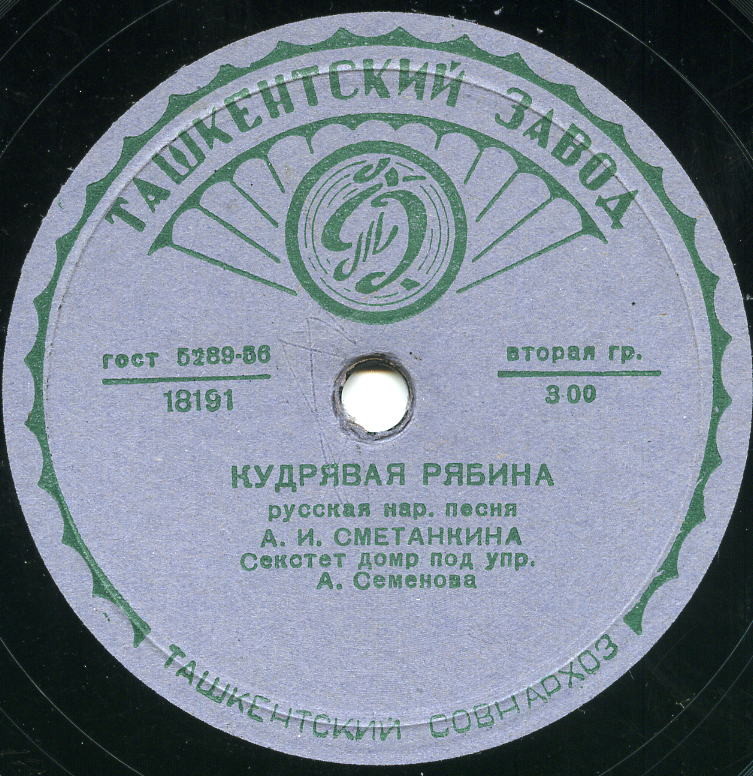 ТАШКЕНТСКИЙ ЗАВОД
гост 5289-56
18191
вторая гр.
3 00
КУДРЯВАЯ РЯБИНА
русская нар. песня
А. И. СМЕТАНКИНА
Секстет домр под упр.
А. Семенова
ТАШКЕНТСКИЙ СОВНАРХОЗ